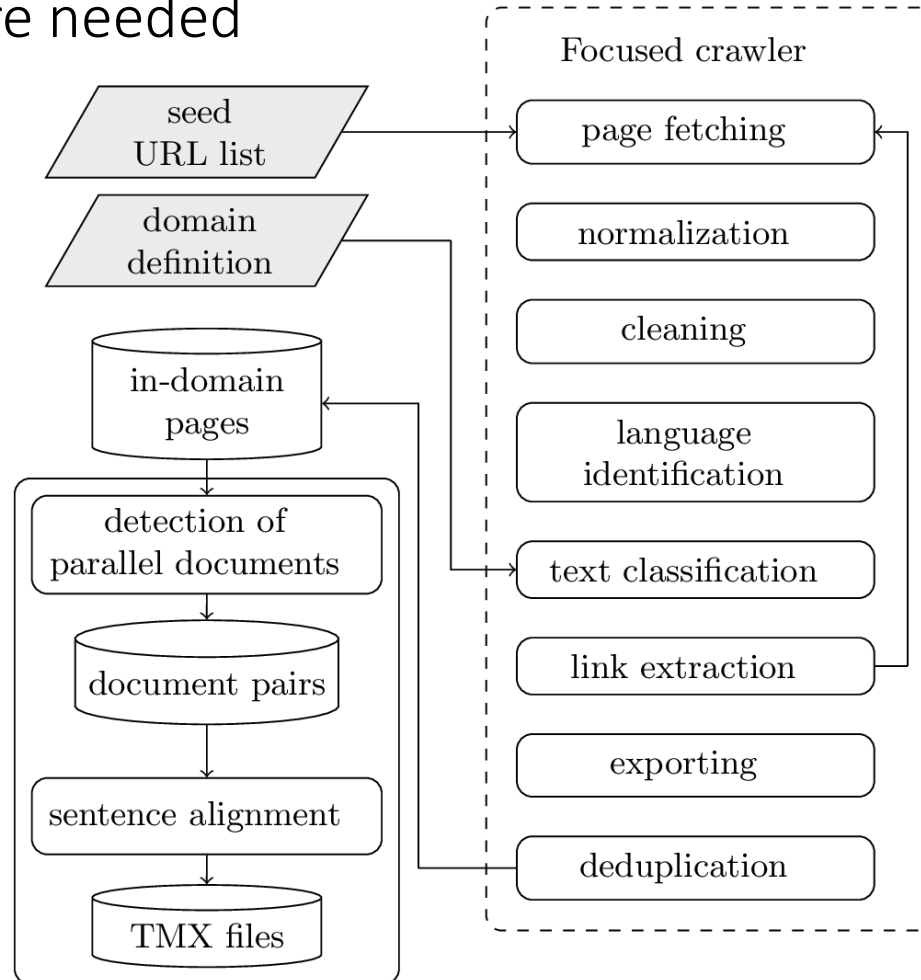 re needed
seed
URL list
domain
definition
in-domain
pages
detection of
parallel documents
document pairs
sentence alignment
TMX files
Focused crawler
page fetching
normalization
cleaning
language
identification
text classification
link extraction
exporting
deduplication